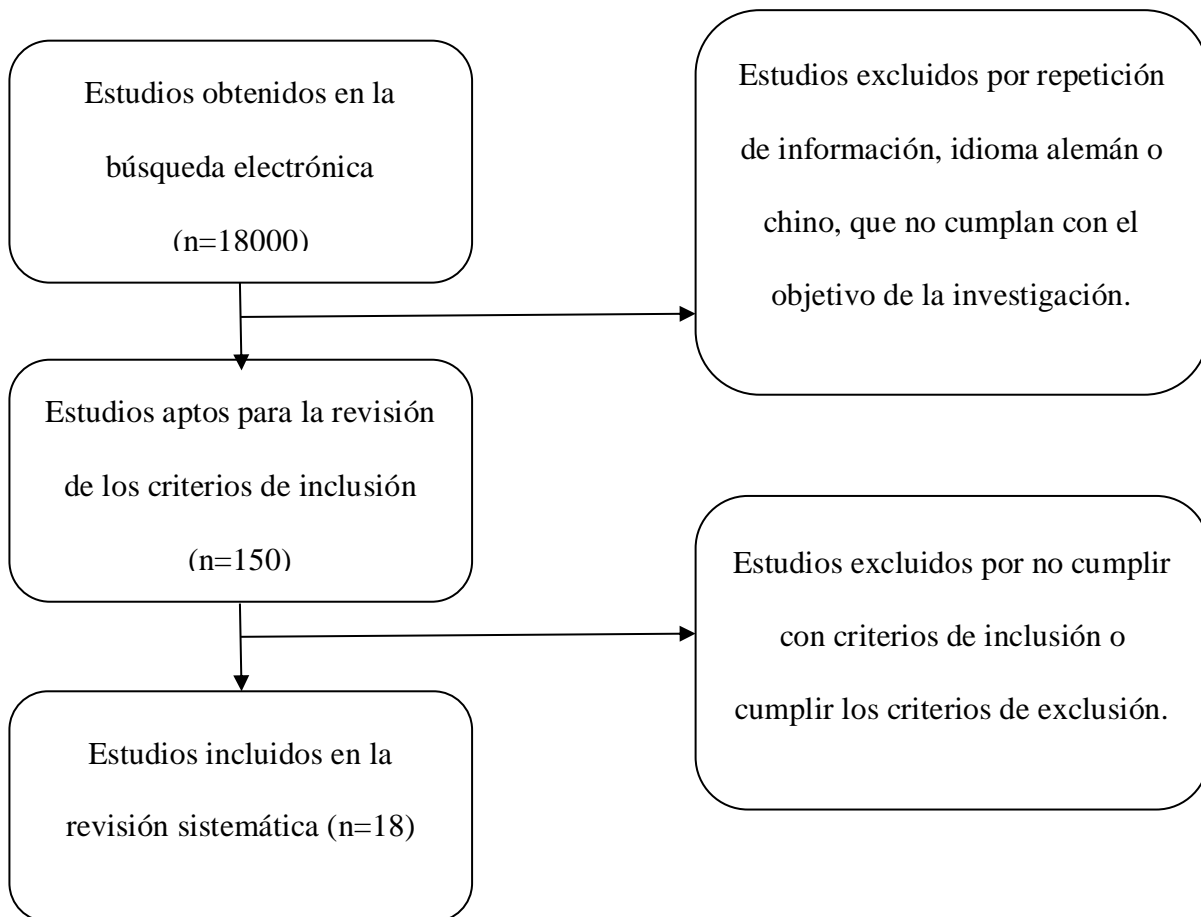 Estudios obtenidos en la
búsqueda electrónica
(n=18000)
Estudios excluidos por repetición
de información, idioma alemán o
chino, que no cumplan con el
objetivo de la investigación.
Estudios aptos para la revisión
de los criterios de inclusión
(n=150)
Estudios excluidos por no cumplir
con criterios de inclusión o
cumplir los criterios de exclusión.
Estudios incluidos en la
revisión sistemática (n=18)